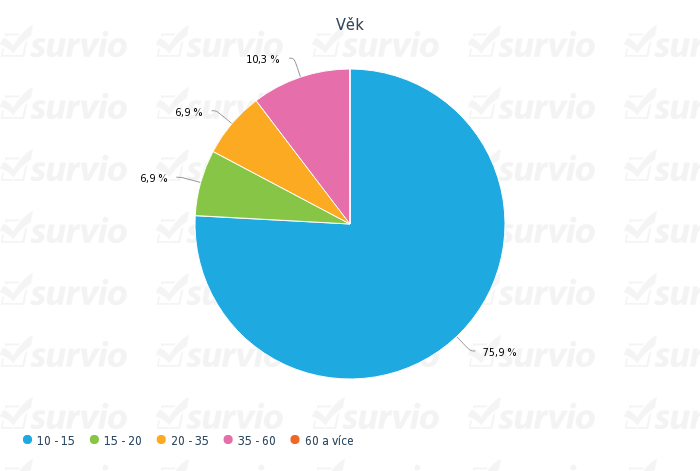 Věk
10,3 %
6,9 %
6,9 %
75,9 %
10 - 15 15 - 20 20 - 35 35 - 60 60 a více
survio